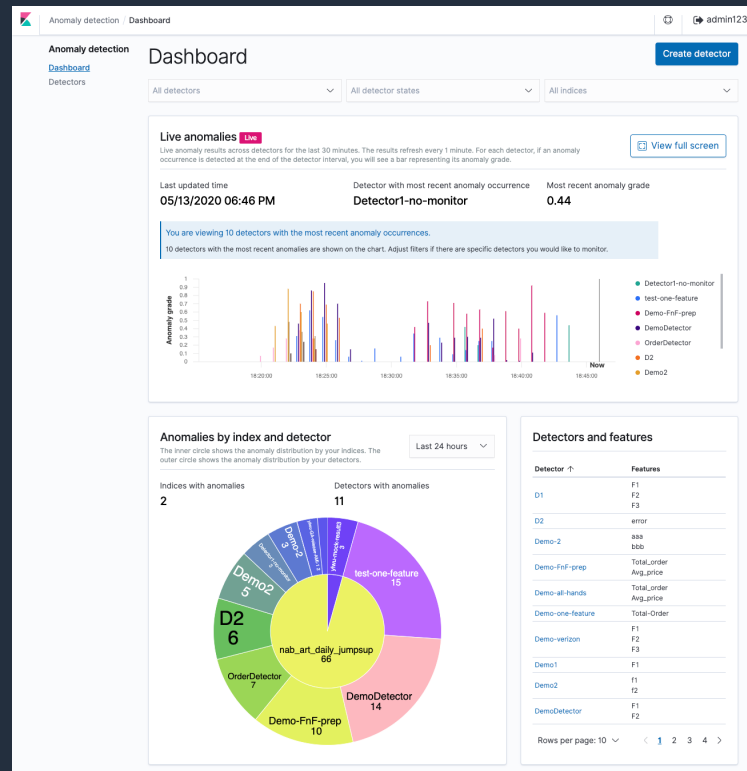 Anomaly detection / Dashboard
admin123
Anomaly detection
Dashboard
Detectors
Dashboard
Create detector
All detectors
All detector states
All indices
Live anomalies Live
Live anomaly results across detectors for the last 30 minutes. The results refresh every 1 minute. For each detector, if an anomaly
occurrence is detected at the end of the detector interval, you will see a bar representing its anomaly grade.
View full screen
Last updated time
05/13/2020 06:46 PM
Detector with most recent anomaly occurrence
Detector1-no-monitor
Most recent anomaly grade
0.44
You are viewing 10 detectors with the most recent anomaly occurrences.
10 detectors with the most recent anomalies are shown on the chart. Adjust filters if there are specific detectors you would like to monitor.
Anomaly grade
1
0.9
0.8
0.7
0.6
0.5
0.4
0.3
0.2
0.1
0
18:20:00
18:25:00
18:30:00
18:35:00
18:40:00
18:45:00
Now
Detector1-no-monitor
test-one-feature
Demo-FnF-prep
DemoDetector
OrderDetector
D2
Demo2
Anomalies by index and detector
The inner circle shows the anomaly distribution by your indices. The
outer circle shows the anomaly distribution by your detectors.
Last 24 hours
Indices with anomalies
2
Detectors with anomalies
11
test-one-feature
15
DemoDetector
14
Demo-FnF-prep
10
OrderDetector
7
D2
6
Demo2
5
Detector1-no-monitor
Demo-2
3
3
nab_art_daily_jumpsup
66
Detectors and features
Detector
Features
D1
F1
F2
F3
D2
error
Demo-2
aaa
bbb
Demo-FnF-prep
Total_order
Avg_price
Demo-all-hands
Total_order
Avg_price
Demo-one-feature
Total-Order
Demo-verizon
F1
F2
F3
Demo1
F1
Demo2
f1
f2
DemoDetector
F1
F2
Rows per page: 10
1 2 3 4